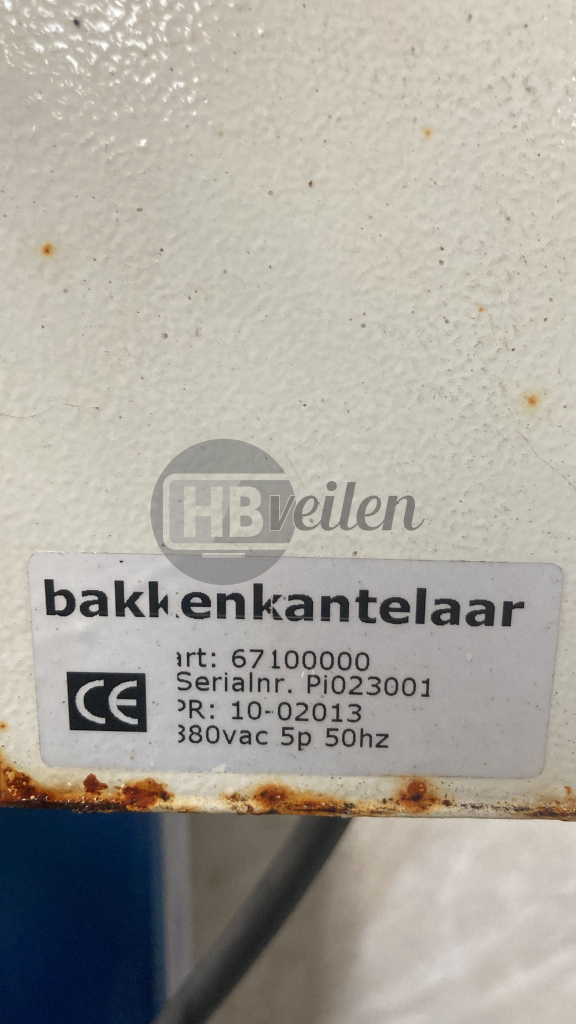 HBveilen
bakkenkantelaar
art: 67100000
Serialnr. Pi023001
PR: 10-02013
380vac 5p 50hz
CE